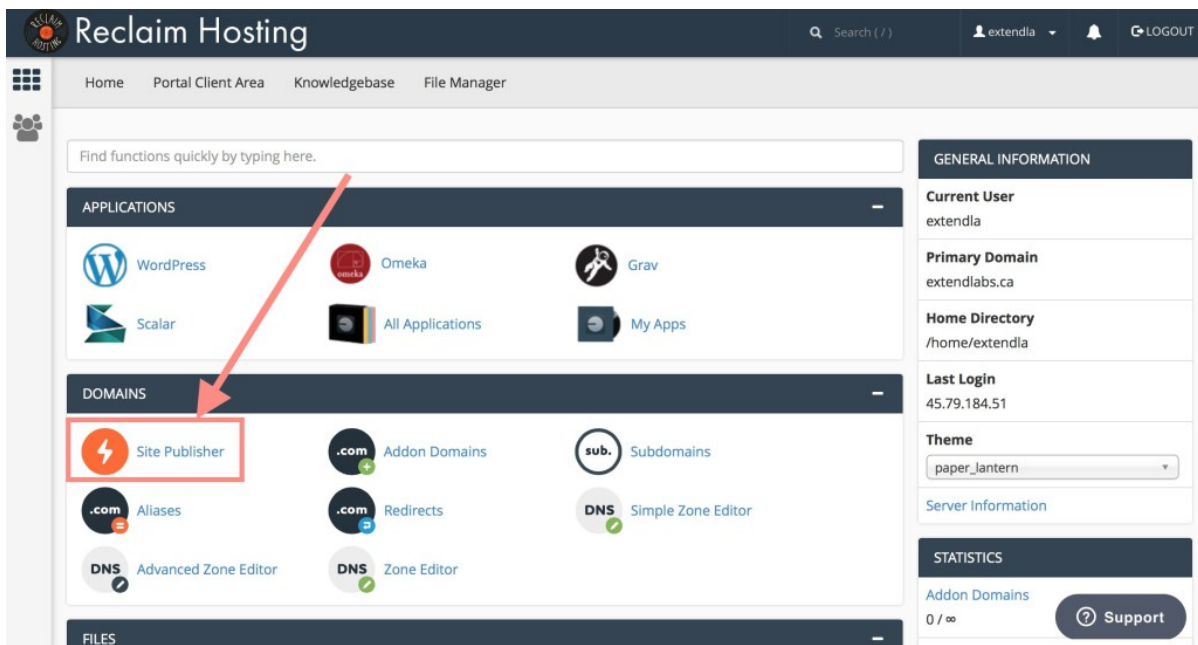 RECLAIM HOSTING
Reclaim Hosting
Search ( / )
extendla
LOGOUT
Home Portal Client Area Knowledgebase File Manager
Find functions quickly by typing here.
APPLICATIONS
WordPress
omeka
Omeka
Grav
Scalar
All Applications
My Apps
DOMAINS
Site Publisher
.com
Addon Domains
sub.
Subdomains
.com
Aliases
.com
Redirects
DNS
Simple Zone Editor
DNS
Advanced Zone Editor
DNS
Zone Editor
FILES
GENERAL INFORMATION
Current User
extendla
Primary Domain
extendlabs.ca
Home Directory
/home/extendla
Last Login
45.79.184.51
Theme
paper_lantern
Server Information
STATISTICS
Addon Domains
0 / ∞
Support